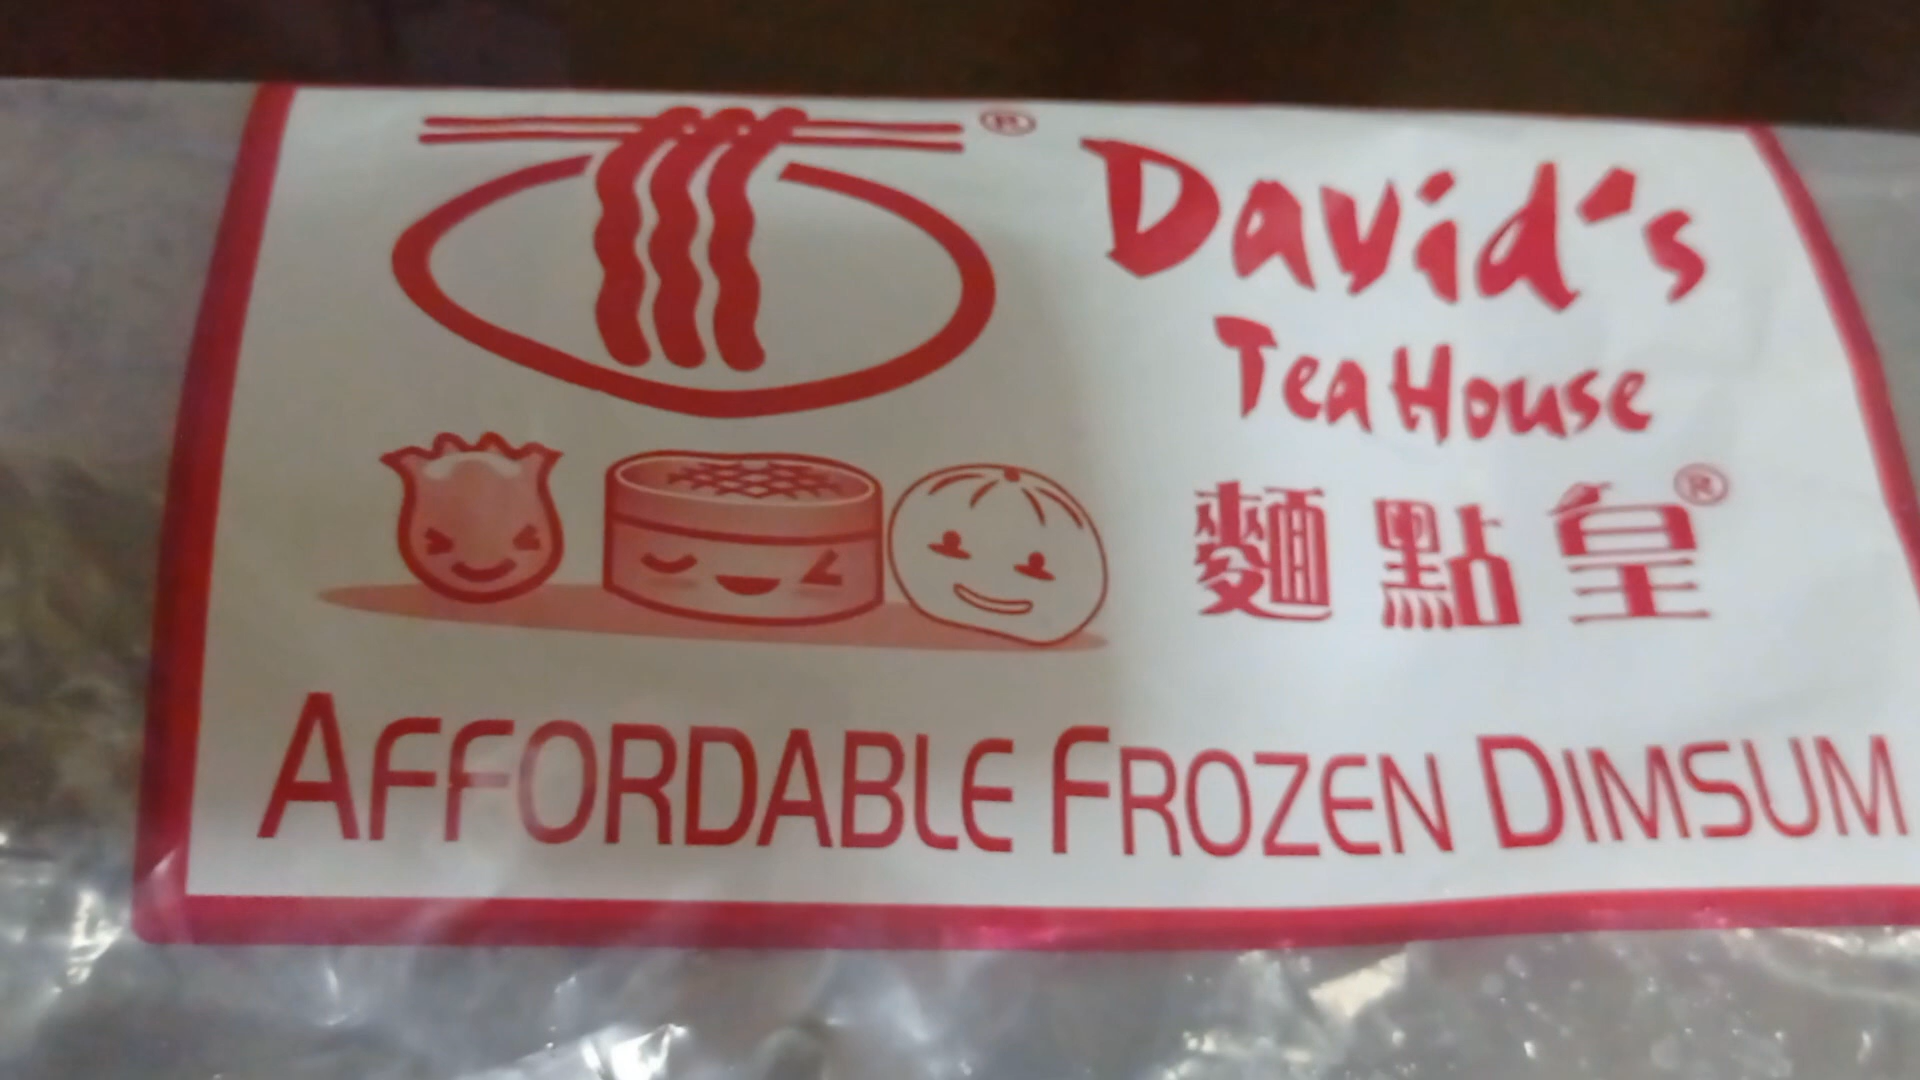 ®
David's
Tea House
麵點皇®
AFFORDABLE FROZEN DIMSUM